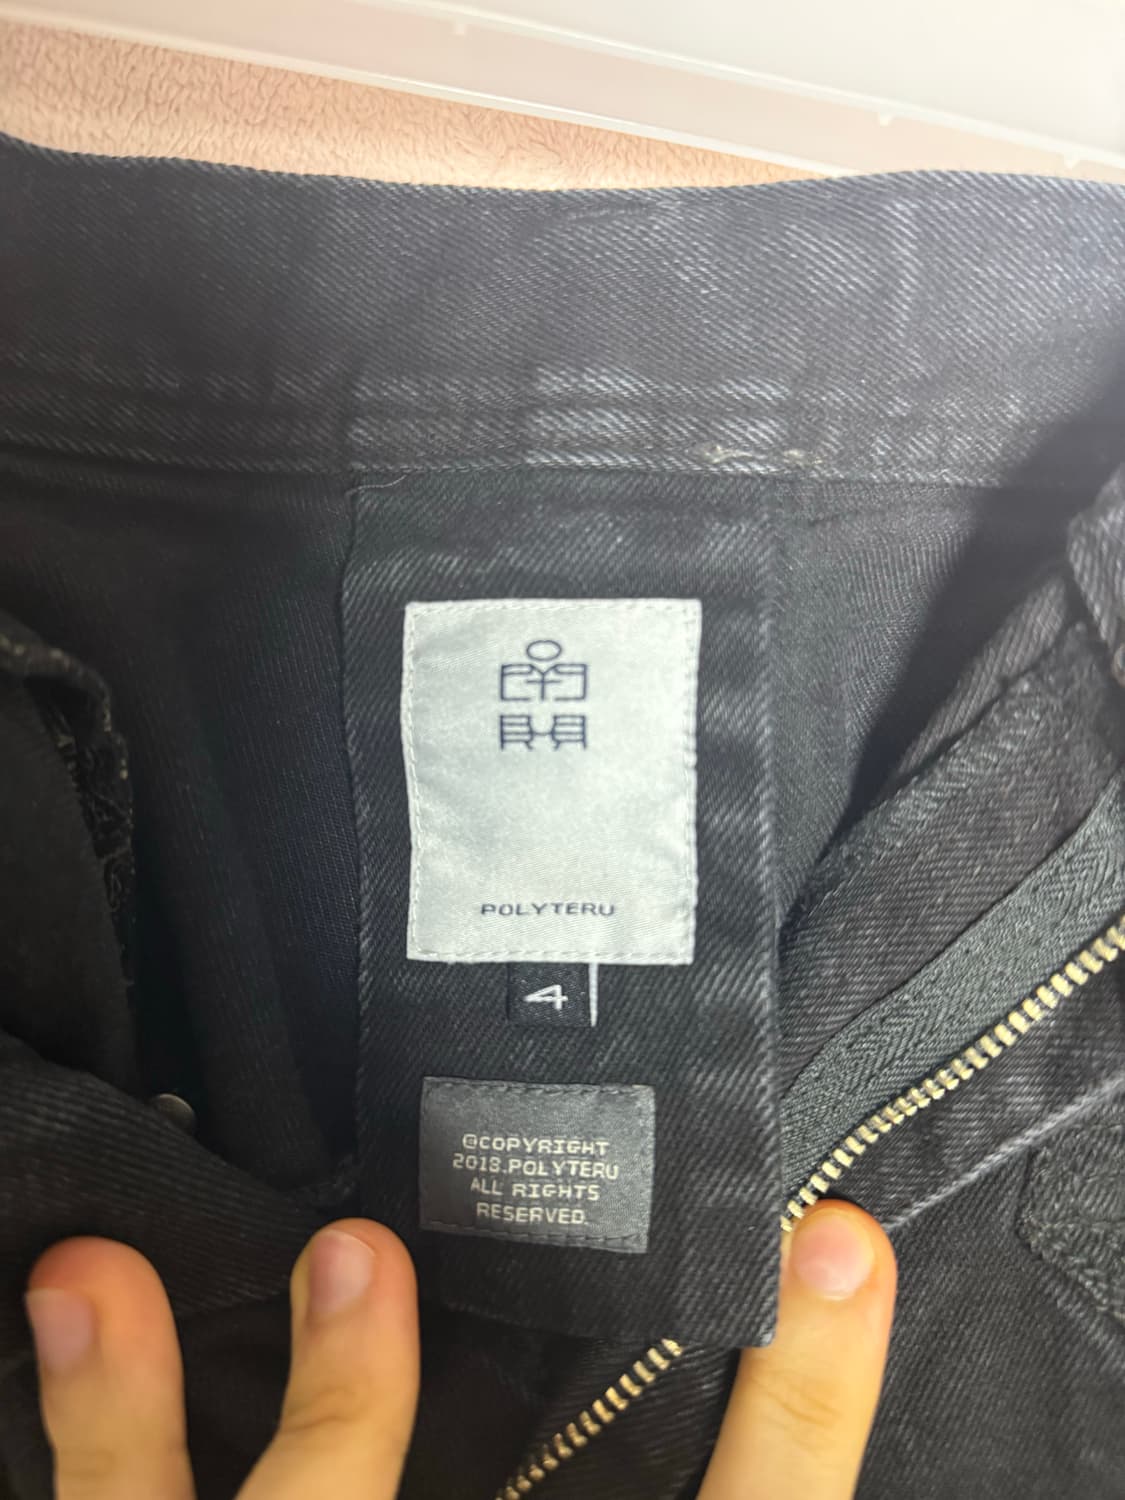 POLYTERU
4
©COPYRIGHT
2018.POLYTERU
ALL RIGHTS
RESERVED.